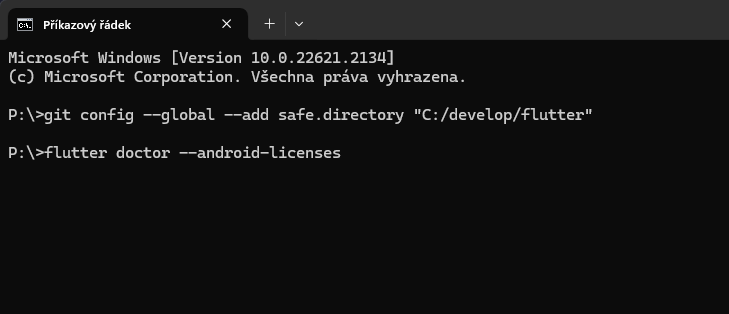 Příkazový řádek
Microsoft Windows [Version 10.0.22621.2134]
(c) Microsoft Corporation. Všechna práva vyhrazena.
P:\>git config --global --add safe.directory "C:/develop/flutter"
P:\>flutter doctor --android-licenses